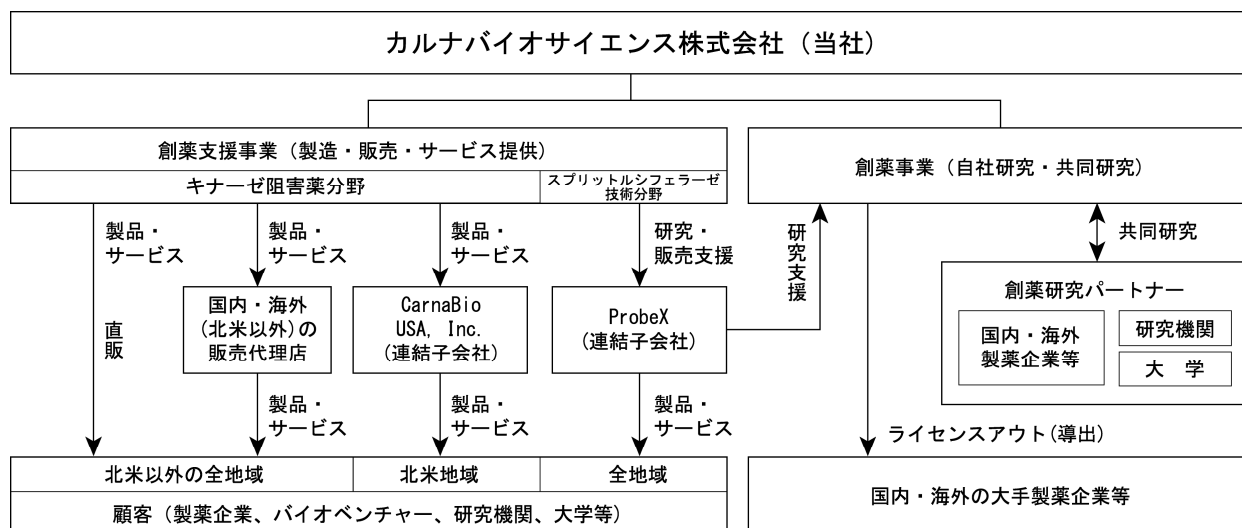 カルナバイオサイエンス株式会社（当社）
創薬支援事業（製造・販売・サービス提供）
キナーゼ阻害薬分野
スプリットルシフェラーゼ
技術分野
創薬事業（自社研究・共同研究）
製品・
サービス
製品・
サービス
製品・
サービス
研究・
販売支援
研究支援
共同研究
直販
国内・海外
(北米以外)の
販売代理店
CarnaBio
USA, Inc.
(連結子会社)
ProbeX
(連結子会社)
創薬研究パートナー
国内・海外
製薬企業等
研究機関
大　学
製品・
サービス
製品・
サービス
製品・
サービス
ライセンスアウト(導出)
北米以外の全地域
北米地域
全地域
顧客（製薬企業、バイオベンチャー、研究機関、大学等）
国内・海外の大手製薬企業等